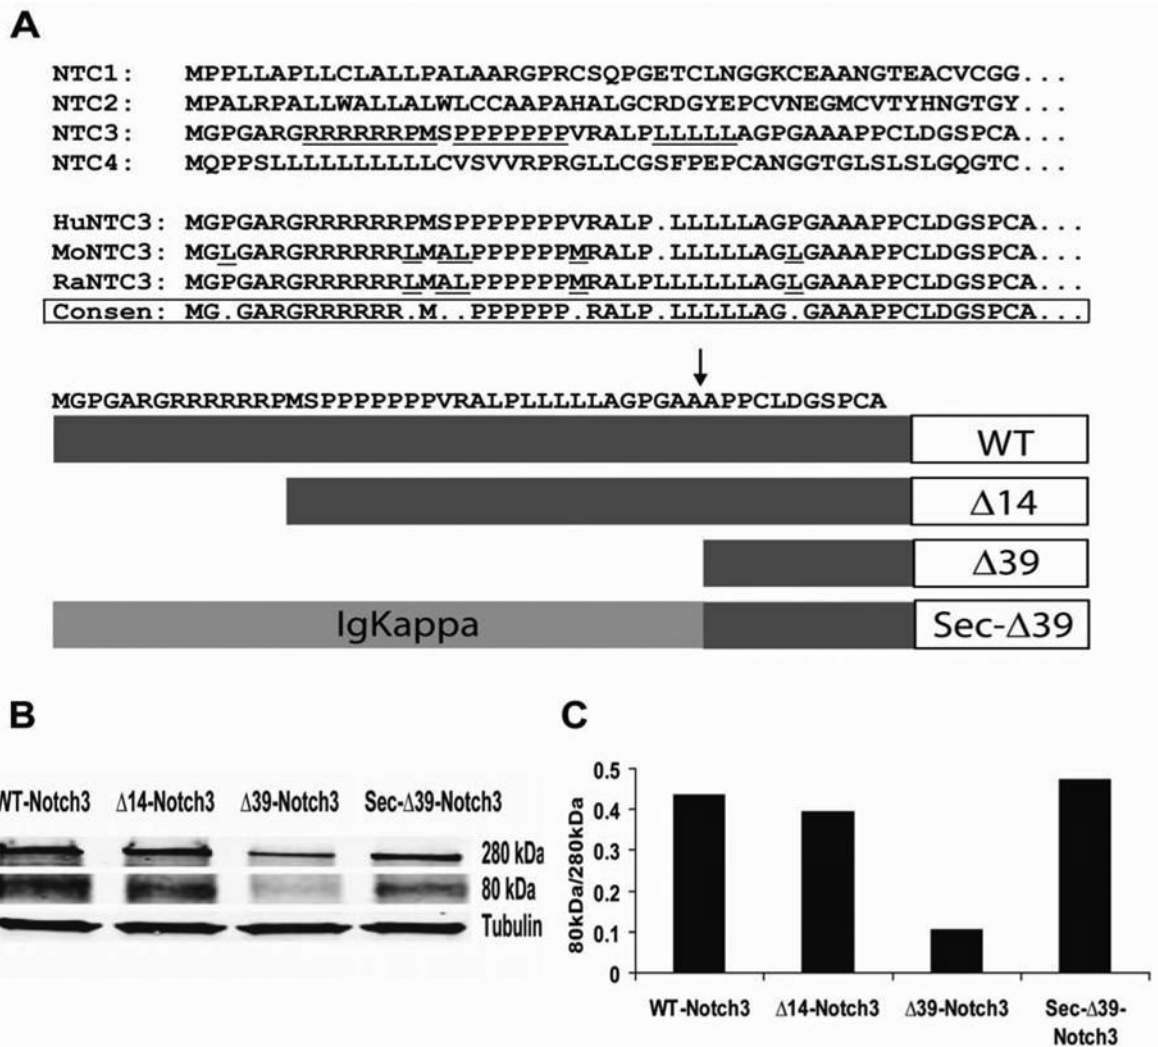 A
NTC1: MPPLLAPLLCLALLPALAARGPRCSQPGETCLNGGKCEAANGTEACVCGG...
NTC2: MPALRPALLWALLALWLCCAAPAHALGCRDGYEPCVNEGMCVTYHNGTGY...
NTC3: MGPGARGRRRRRRPMSPPPPPPPVRALPLLLLLAGPGAAAPPCLDGSPCA...
NTC4: MQPPSLLLLLLLLLLCVSVVRPRGLLCGSFPEPCANGGTGLSLSLGQGTC...
HuNTC3: MGPGARGRRRRRRPMSPPPPPPPVRALP.LLLLLAGPGAAAPPCLDGSPCA...
MoNTC3: MGLGARGRRRRRRLMALPPPPPPMRALP.LLLLLAGLGAAAPPCLDGSPCA...
RaNTC3: MGPGARGRRRRRRLMALPPPPPPMRALPLLLLLLAGLGAAAPPCLDGSPCA...
Consen: MG.GARGRRRRRR.M..PPPPPP.RALP.LLLLLAG.GAAAPPCLDGSPCA...
MGPGARGRRRRRRPMSPPPPPPPVRALPLLLLLAGPGAAAPPCLDGSPCA
WT
Δ14
Δ39
IgKappa Sec-Δ39
B
WT-Notch3 Δ14-Notch3 Δ39-Notch3 Sec-Δ39-Notch3
280 kDa
80 kDa
Tubulin
C
80kDa/280kDa
0.5
0.4
0.3
0.2
0.1
0
WT-Notch3 Δ14-Notch3 Δ39-Notch3 Sec-Δ39-
Notch3